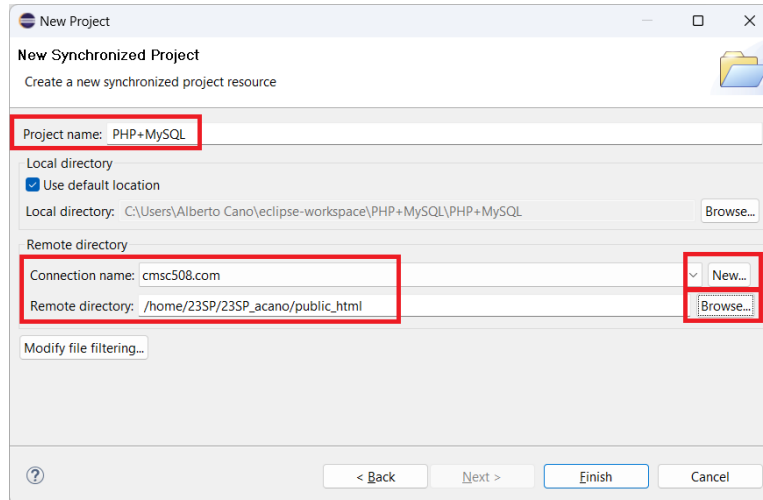 New Project
New Synchronized Project
Create a new synchronized project resource
Project name: PHP+MySQL
Local directory
Use default location
Local directory: C:\Users\Alberto Cano\eclipse-workspace\PHP+MySQL\PHP+MySQL Browse...
Remote directory
Connection name: cmsc508.com New...
Remote directory: /home/23SP/23SP_acano/public_html Browse...
Modify file filtering...
? < Back Next > Finish Cancel